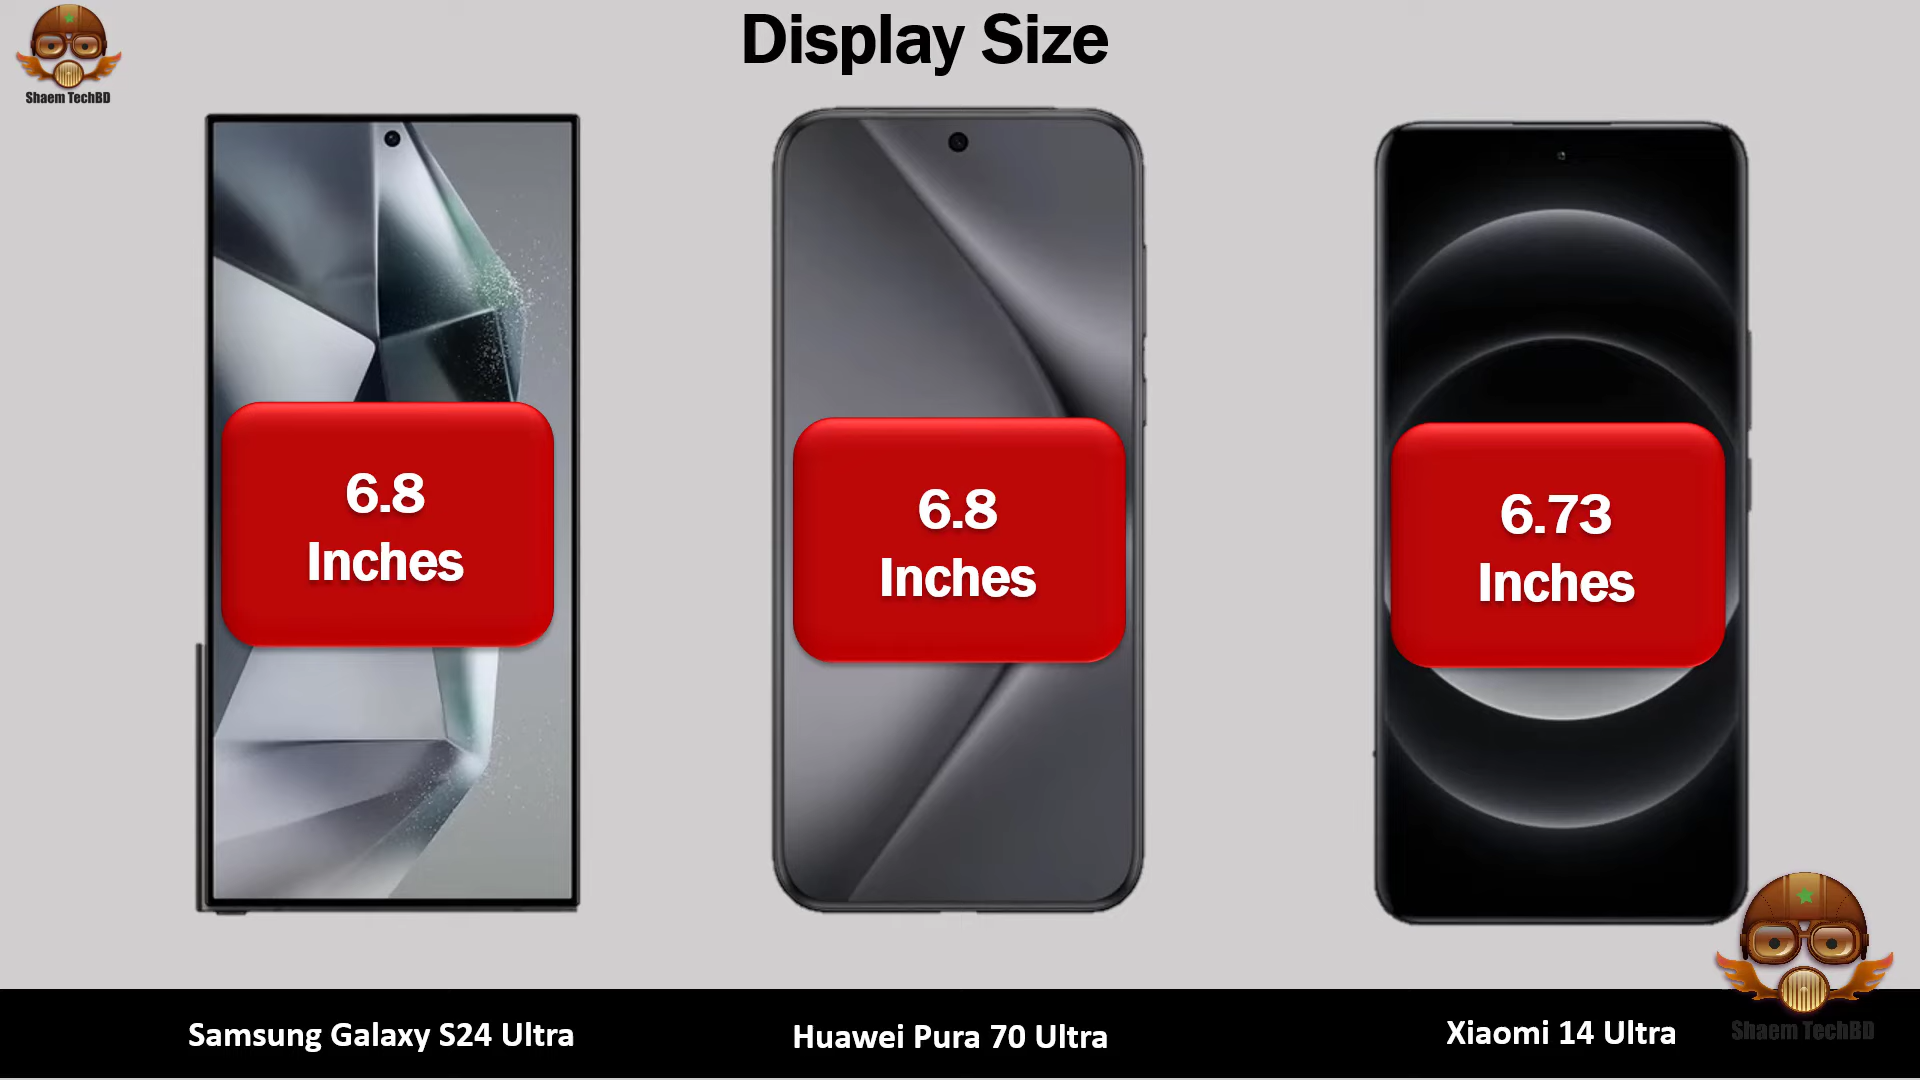 Display Size
Shaem TechBD
6.8
Inches
6.8
Inches
6.73
Inches
Samsung Galaxy S24 Ultra
Huawei Pura 70 Ultra
Xiaomi 14 Ultra
Shaem TechBD